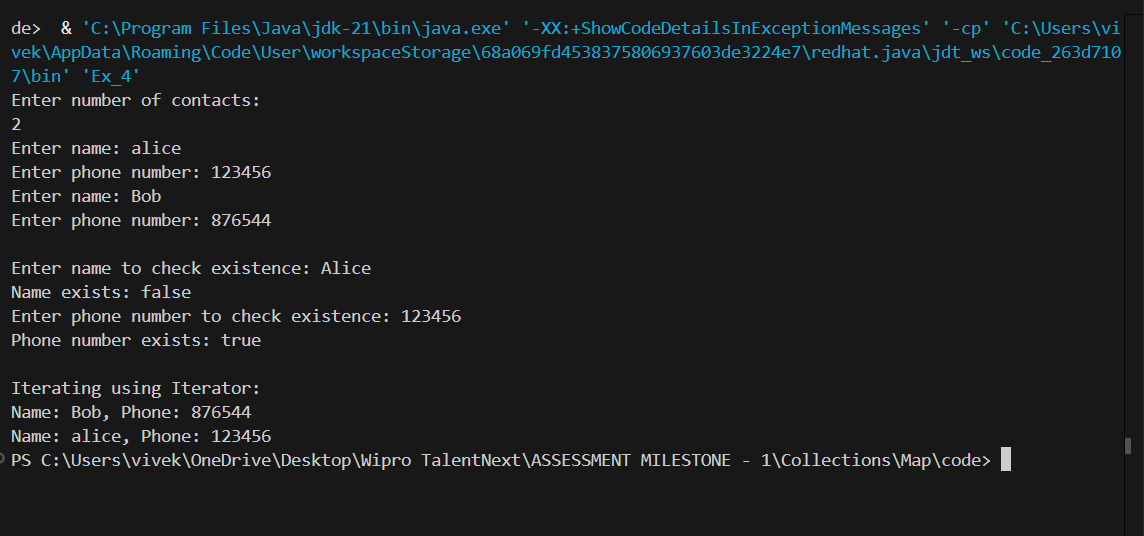 de>  & 'C:\Program Files\Java\jdk-21\bin\java.exe' '-XX:+ShowCodeDetailsInExceptionMessages' '-cp' 'C:\Users\vi
vek\AppData\Roaming\Code\User\workspaceStorage\68a069fd4538375806937603de3224e7\redhat.java\jdt_ws\code_263d710
7\bin' 'Ex_4'
Enter number of contacts:
2
Enter name: alice
Enter phone number: 123456
Enter name: Bob
Enter phone number: 876544

Enter name to check existence: Alice
Name exists: false
Enter phone number to check existence: 123456
Phone number exists: true

Iterating using Iterator:
Name: Bob, Phone: 876544
Name: alice, Phone: 123456
PS C:\Users\vivek\OneDrive\Desktop\Wipro TalentNext\ASSESSMENT MILESTONE - 1\Collections\Map\code>